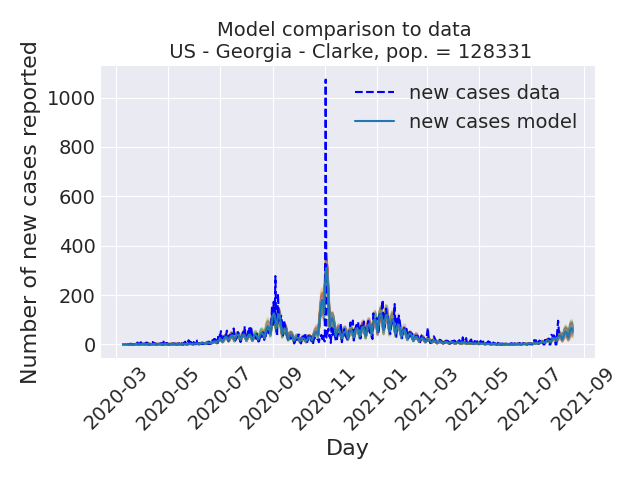 Model comparison to data
US - Georgia - Clarke, pop. = 128331
Number of new cases reported
1000
800
600
400
200
0
new cases data
new cases model
2020-03
2020-05
2020-07
2020-09
2020-11
2021-01
2021-03
2021-05
2021-07
2021-09
Day